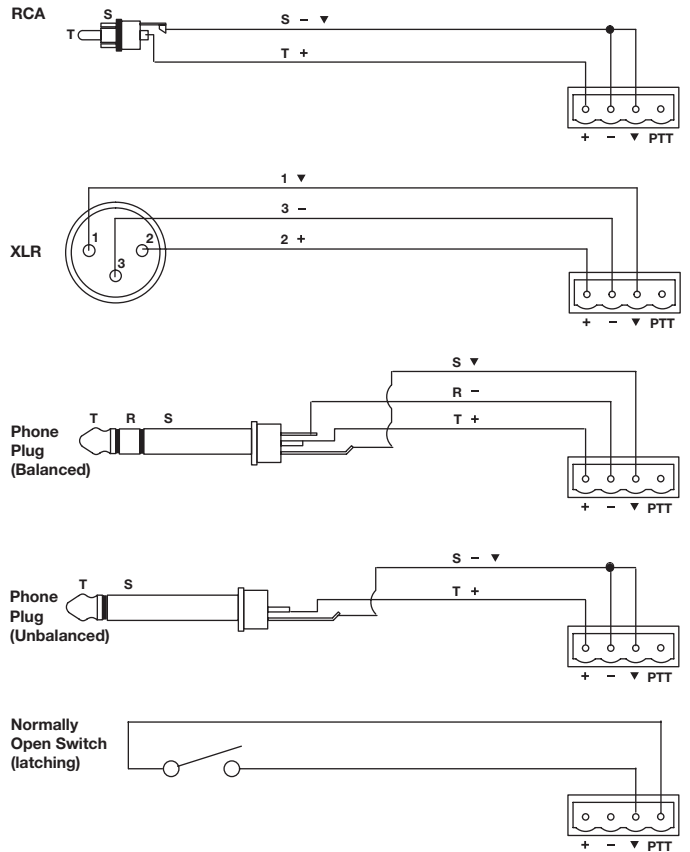 RCA
S
T
S – ▼
T +
+ – ▼ PTT
1 ▼
3 –
2 +
XLR
1
2
3
+ – ▼ PTT
S ▼
R –
T +
T R S
Phone
Plug
(Balanced)
+ – ▼ PTT
S – ▼
T +
T S
Phone
Plug
(Unbalanced)
+ – ▼ PTT
Normally
Open Switch
(latching)
+ – ▼ PTT